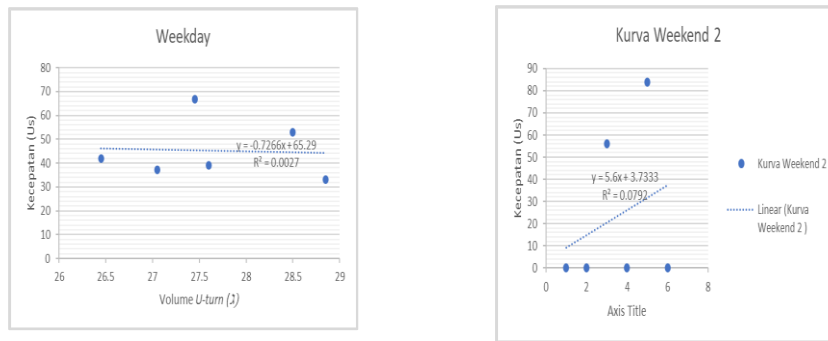 Weekday
80
70
60
50
40
30
20
10
0
Kecepatan (Us)
y = -0.7266x + 65.29
R² = 0.0027
26 26.5 27 27.5 28 28.5 29
Volume U-turn (λ)
Kurva Weekend 2
90
80
70
60
50
40
30
20
10
0
Kecepatan (Us)
y = 5.6x + 3.7333
R² = 0.0792
0 2 4 6 8
Axis Title
Kurva Weekend 2
Linear (Kurva
Weekend 2 )